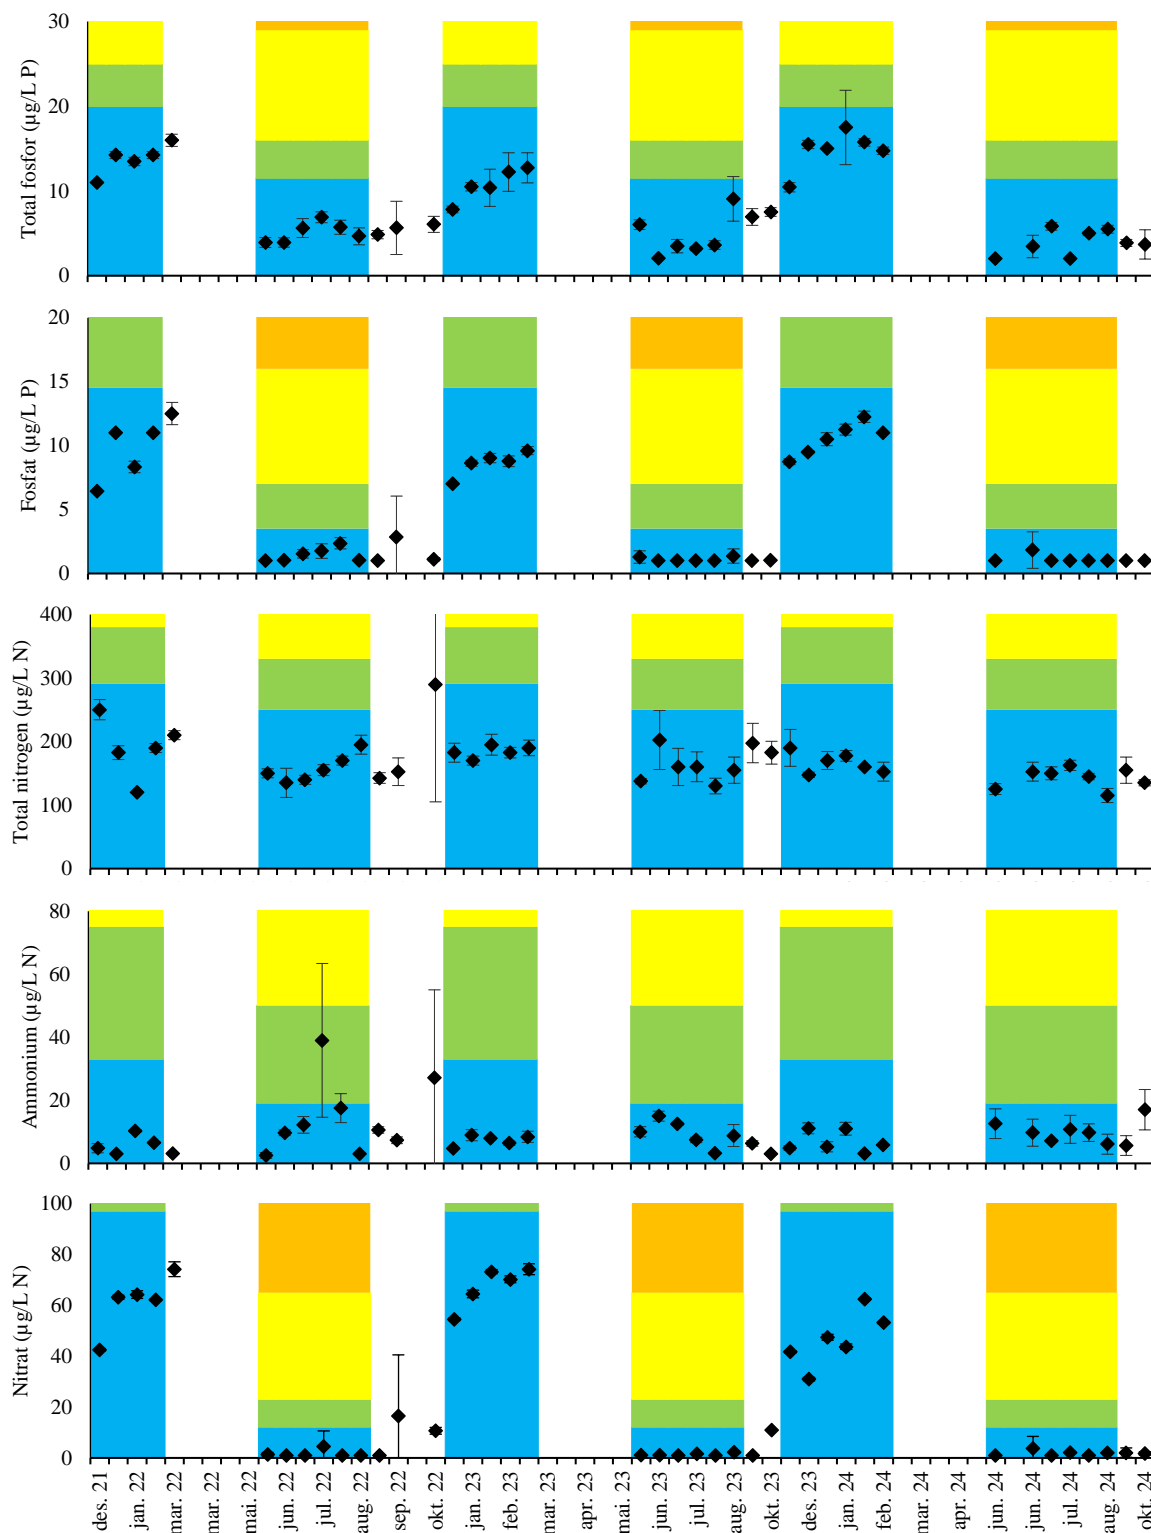 Total fosfor (µg/L P)
30
20
10
0
Fosfat (µg/L P)
20
15
10
5
0
Total nitrogen (µg/L N)
400
300
200
100
0
Ammonium (µg/L N)
80
60
40
20
0
Nitrat (µg/L N)
100
80
60
40
20
0
des. 21
jan. 22
mar. 22
mar. 22
mai. 22
jun. 22
jul. 22
aug. 22
sep. 22
okt. 22
jan. 23
feb. 23
mar. 23
apr. 23
mai. 23
jun. 23
jul. 23
aug. 23
okt. 23
des. 23
jan. 24
feb. 24
mar. 24
apr. 24
jun. 24
jun. 24
jul. 24
aug. 24
okt. 24